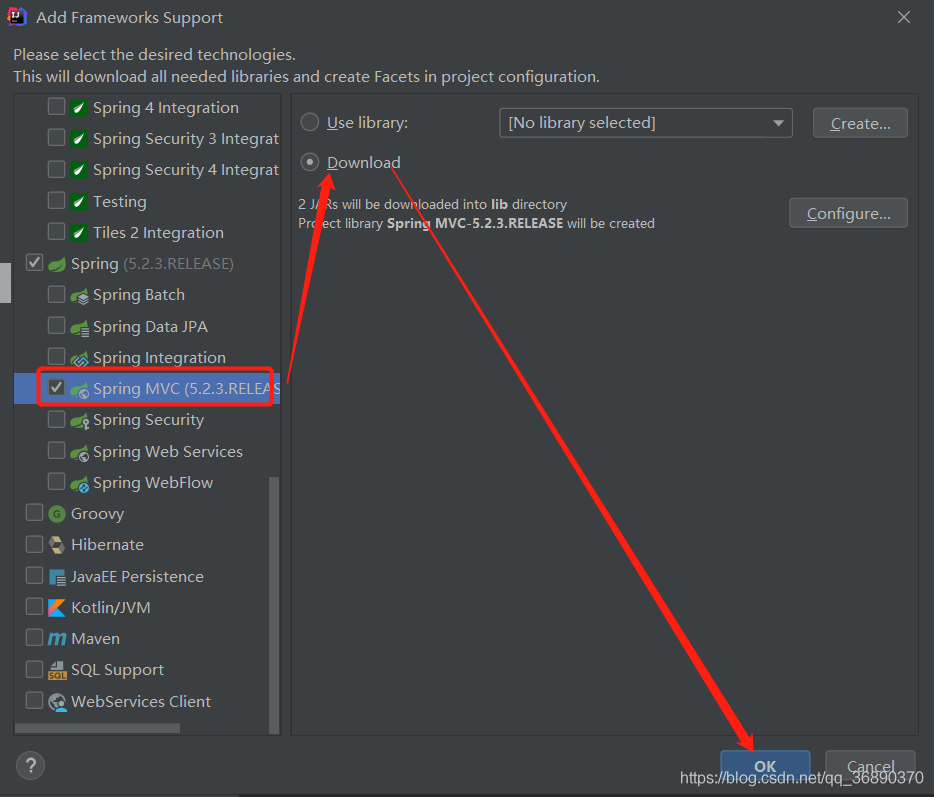 Add Frameworks Support
Please select the desired technologies.
This will download all needed libraries and create Facets in project configuration.
Spring 4 Integration
Spring Security 3 Integrat
Spring Security 4 Integrat
Testing
Tiles 2 Integration
Spring (5.2.3.RELEASE)
Spring Batch
Spring Data JPA
Spring Integration
Spring MVC (5.2.3.RELEAS
Spring Security
Spring Web Services
Spring WebFlow
G Groovy
Hibernate
JavaEE Persistence
Kotlin/JVM
m Maven
SQL SQL Support
WebServices Client
Use library:
[No library selected]
Create...
Download
2 JARs will be downloaded into lib directory
Project library Spring MVC-5.2.3.RELEASE will be created
Configure...
?
OK
Cancel
https://blog.csdn.net/qq_36890370